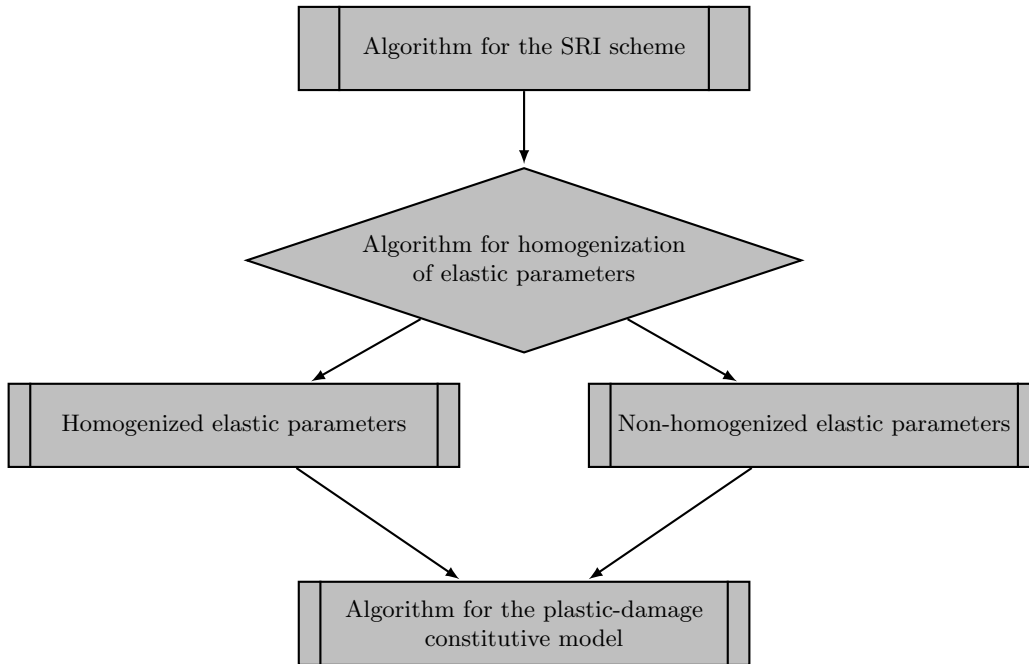 Algorithm for the SRI scheme
Algorithm for homogenization
of elastic parameters
Homogenized elastic parameters
Non-homogenized elastic parameters
Algorithm for the plastic-damage
constitutive model